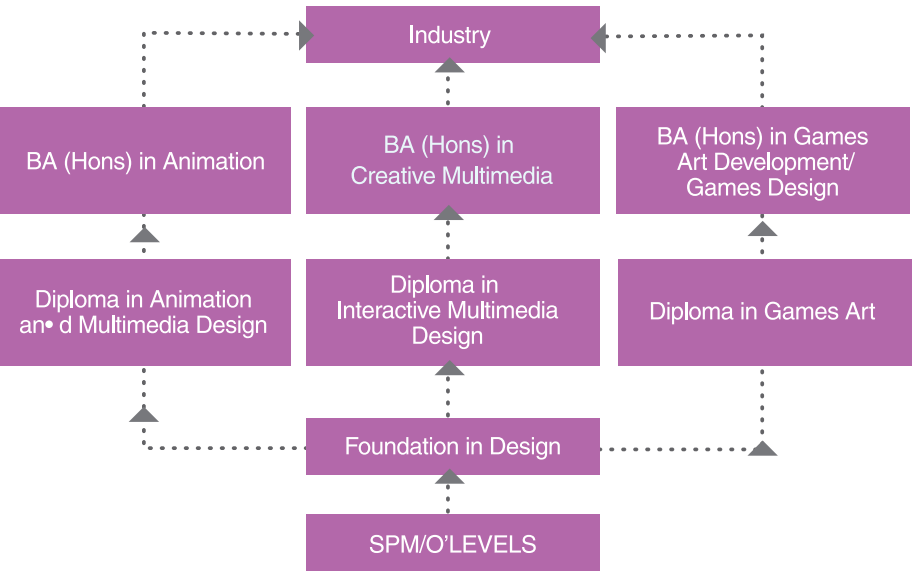 Industry
BA (Hons) in Animation
BA (Hons) in
Creative Multimedia
BA (Hons) in Games
Art Development/
Games Design
Diploma in Animation
an• d Multimedia Design
Diploma in
Interactive Multimedia
Design
Diploma in Games Art
Foundation in Design
SPM/O'LEVELS